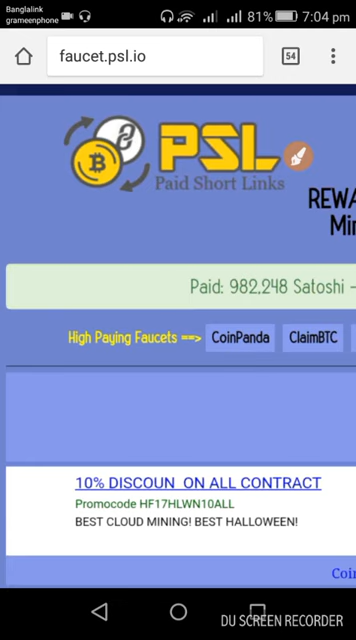 Banglalink
grameenphone
81% 7:04 pm
faucet.psl.io
54
PSL
Paid Short Links
REWA
Mir
Paid: 982,248 Satoshi -
High Paying Faucets ==> CoinPanda ClaimBTC
10% DISCOUN ON ALL CONTRACT
Promocode HF17HLWN10ALL
BEST CLOUD MINING! BEST HALLOWEEN!
Coi
DU SCREEN RECORDER